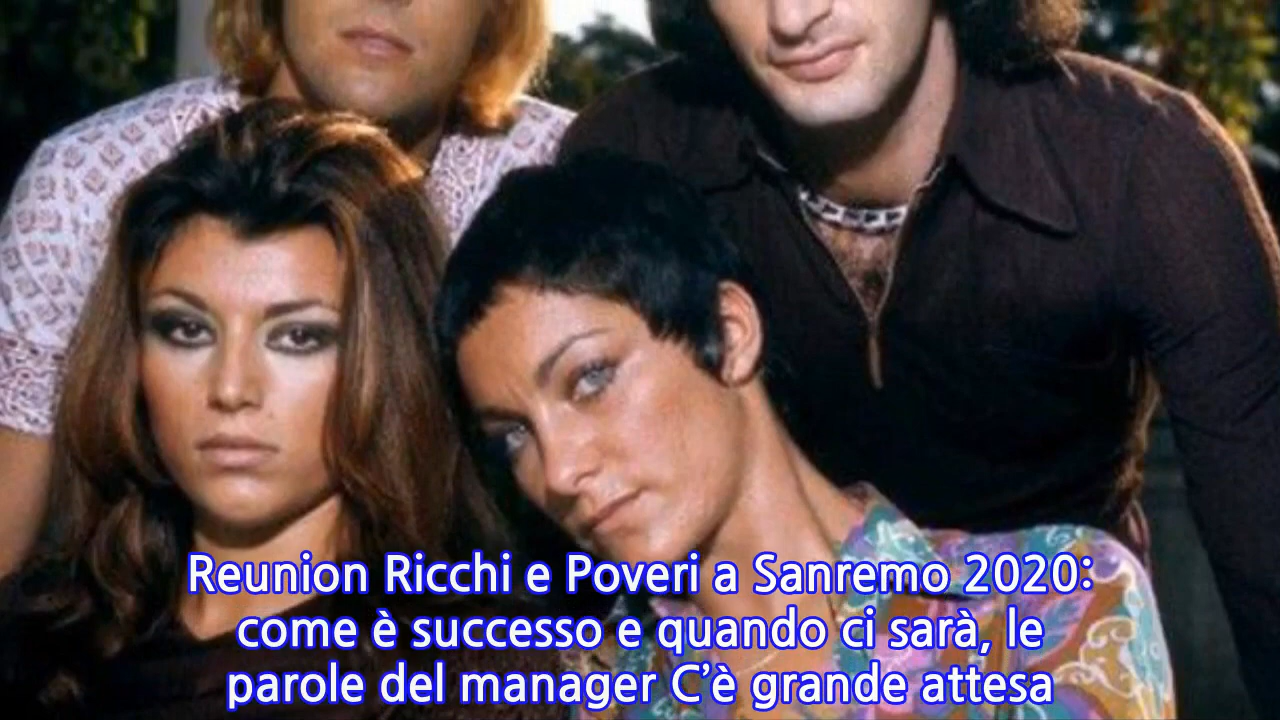 Reunion Ricchi e Poveri a Sanremo 2020:
come è successo e quando ci sarà, le
parole del manager C’è grande attesa